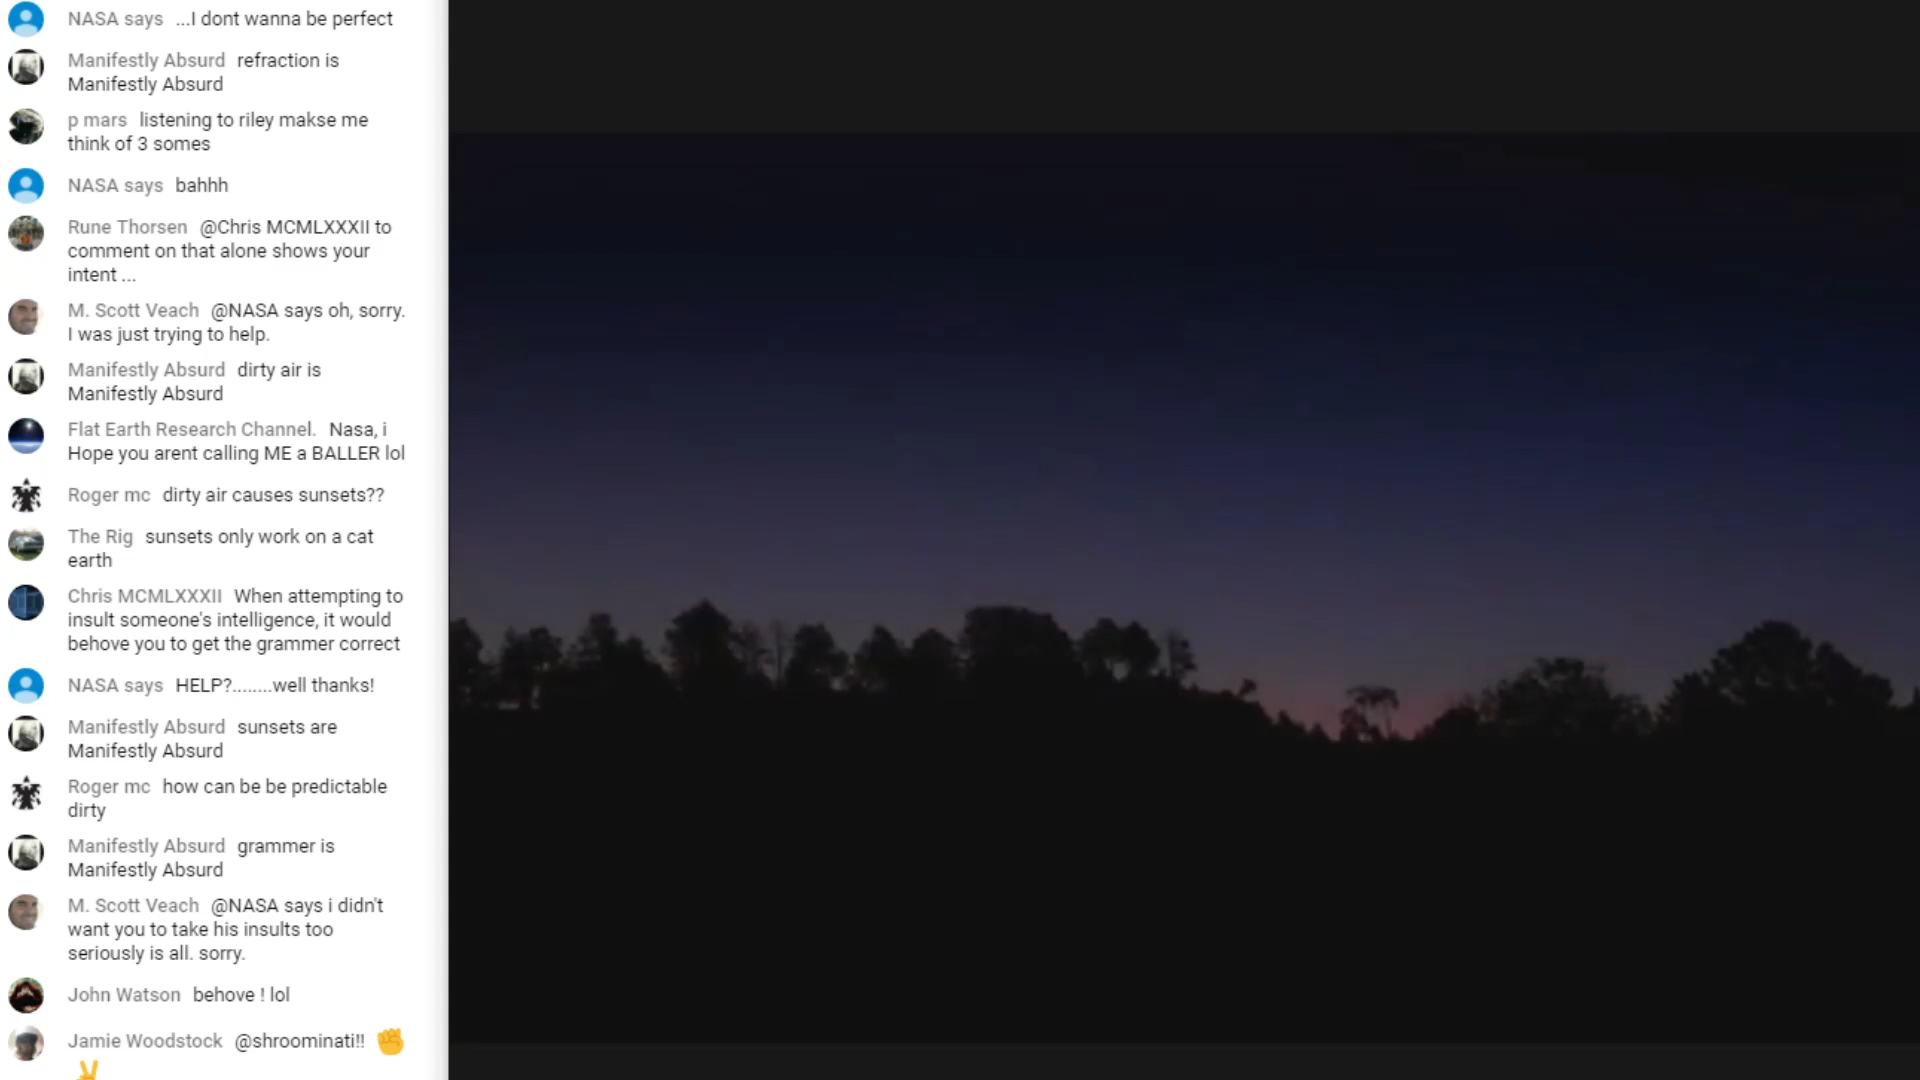 NASA says ...I dont wanna be perfect
Manifestly Absurd refraction is
Manifestly Absurd
p mars listening to riley makse me
think of 3 somes
NASA says bahhh
Rune Thorsen @Chris MCMLXXXII to
comment on that alone shows your
intent ...
M. Scott Veach @NASA says oh, sorry.
I was just trying to help.
Manifestly Absurd dirty air is
Manifestly Absurd
Flat Earth Research Channel. Nasa, i
Hope you arent calling ME a BALLER lol
Roger mc dirty air causes sunsets??
The Rig sunsets only work on a cat
earth
Chris MCMLXXXII When attempting to
insult someone's intelligence, it would
behove you to get the grammer correct
NASA says HELP?........well thanks!
Manifestly Absurd sunsets are
Manifestly Absurd
Roger mc how can be be predictable
dirty
Manifestly Absurd grammer is
Manifestly Absurd
M. Scott Veach @NASA says i didn't
want you to take his insults too
seriously is all. sorry.
John Watson behove ! lol
Jamie Woodstock @shroominati!! ✊
✌